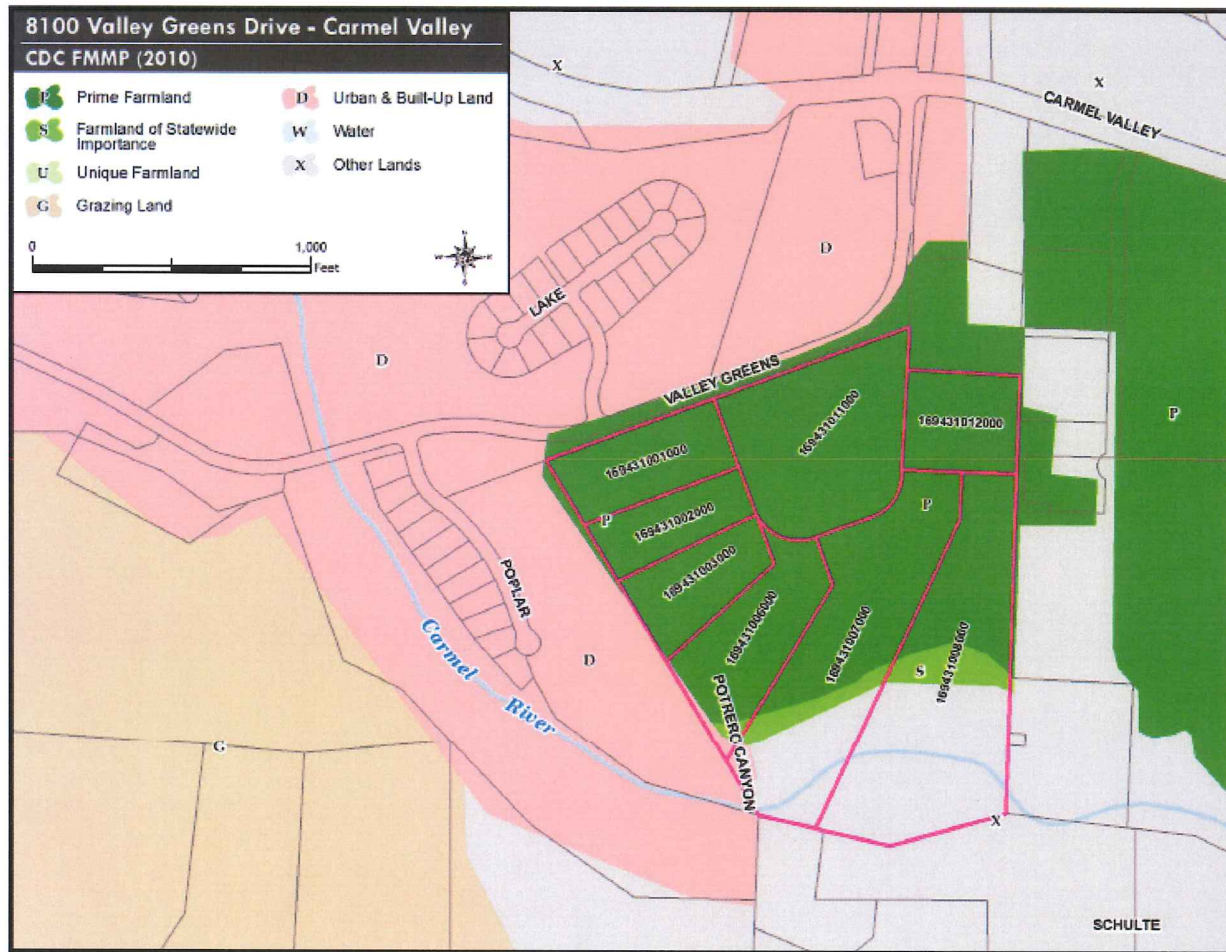 8100 Valley Greens Drive - Carmel Valley
CDC FMMP (2010)
P Prime Farmland
S Farmland of Statewide
Importance
U Unique Farmland
G Grazing Land
D Urban & Built-Up Land
W Water
X Other Lands
0 1,000
Feet
N
W E
S
X
X
CARMEL VALLEY
D
LAKE
D
VALLEY GREENS
P
169431011000
169431012000
169431001000
P
P
169431002000
169431003000
POPLAR
169431006000
169431007000
169431008000
Carmel
River
D
S
POTRERO CANYON
G
X
SCHULTE